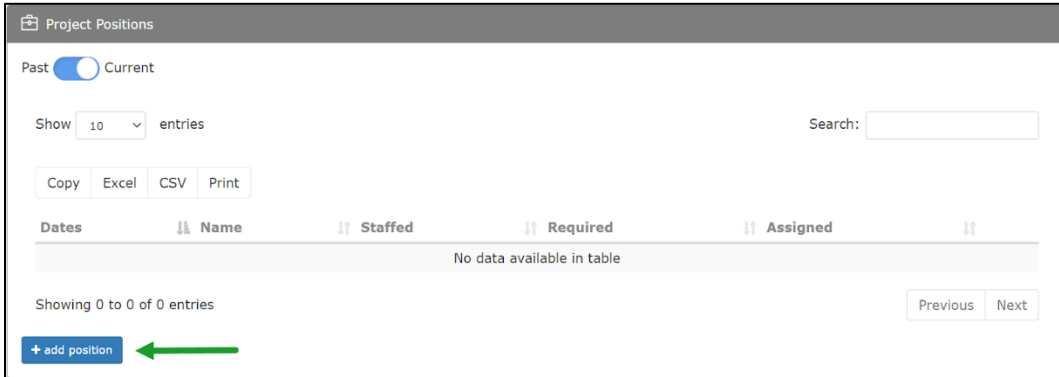 Project Positions
Past Current
Show 10 entries Search:
Copy Excel CSV Print
Dates Name Staffed Required Assigned
No data available in table
Showing 0 to 0 of 0 entries Previous Next
+ add position